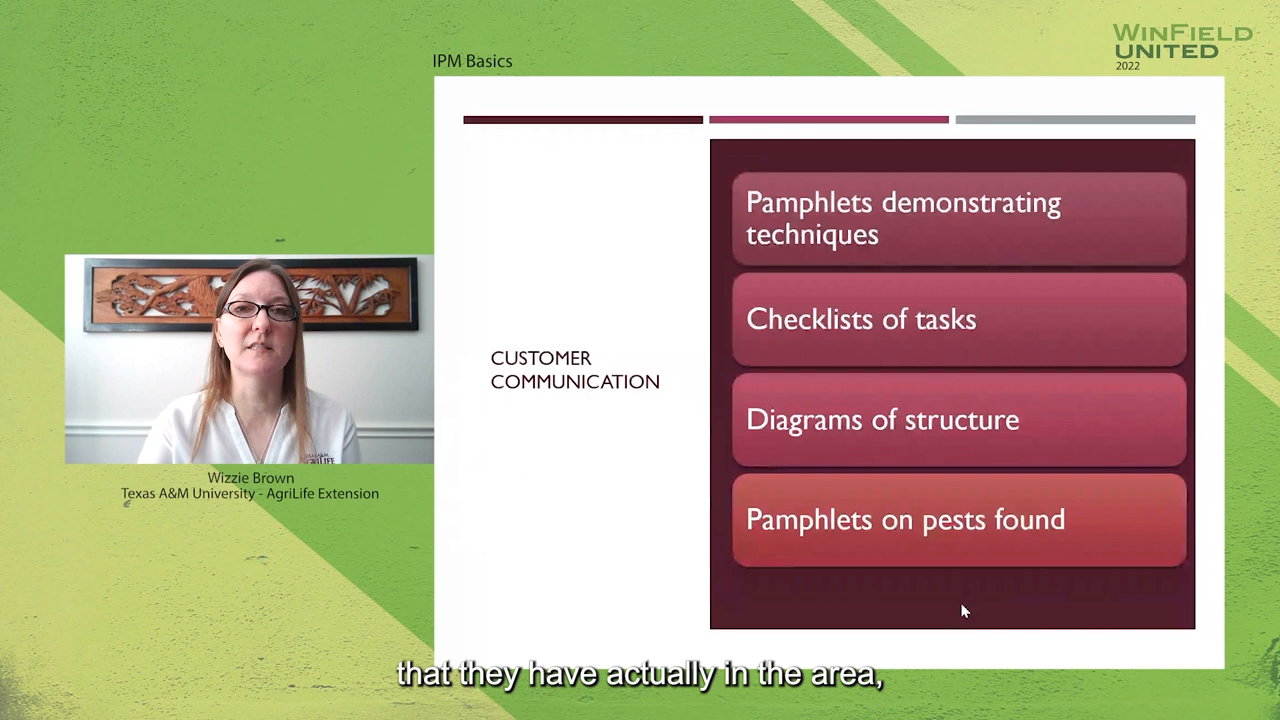 WINFIELD
UNITED
2022
IPM Basics
Pamphlets demonstrating
techniques
Checklists of tasks
CUSTOMER
COMMUNICATION
Diagrams of structure
Pamphlets on pests found
Wizzie Brown
Texas A&M University - AgriLife Extension
that they have actually in the area,